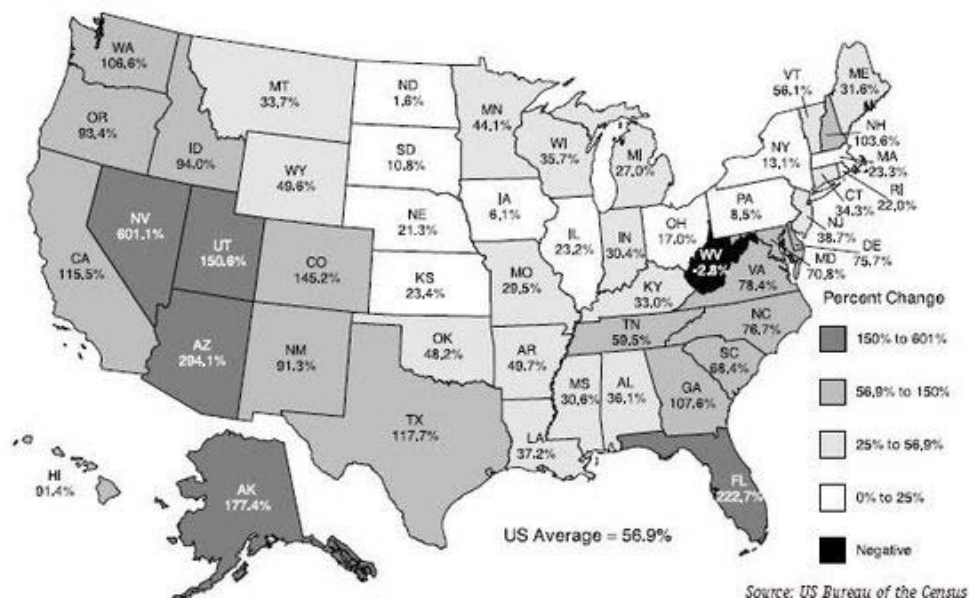 WA
106,6%
OR
93,4%
ID
94.0%
MT
33,7%
WY
49,6%
ND
1,6%
SD
10,8%
NE
21.3%
KS
23,4%
MN
44,1%
IA
6,1%
WI
35,7%
MI
27,0%
NV
601.1%
UT
150.6%
CA
115,5%
CO
145,2%
AZ
294.1%
NM
91,3%
OK
48,2%
TX
117.7%
MO
29,5%
AR
49,7%
LA
37,2%
IL
23,2%
IN
30.4%
OH
17.0%
KY
33,0%
TN
59,5%
MS
30,6%
AL
36,1%
GA
107,6%
SC
68,4%
NC
76,7%
VA
78,4%
WV
-2.8%
PA
8,5%
NY
13,1%
VT
56,1%
ME
31,6%
NH
103,6%
MA
23.3%
RI
22,0%
CT
34,3%
NJ
38,7%
DE
75,7%
MD
70,8%
FL
222,7%
AK
177.4%
HI
91.4%
US Average = 56.9%
Percent Change
150% to 601%
56,9% to 150%
25% to 56,9%
0% to 25%
Negative
Source: US Bureau of the Census